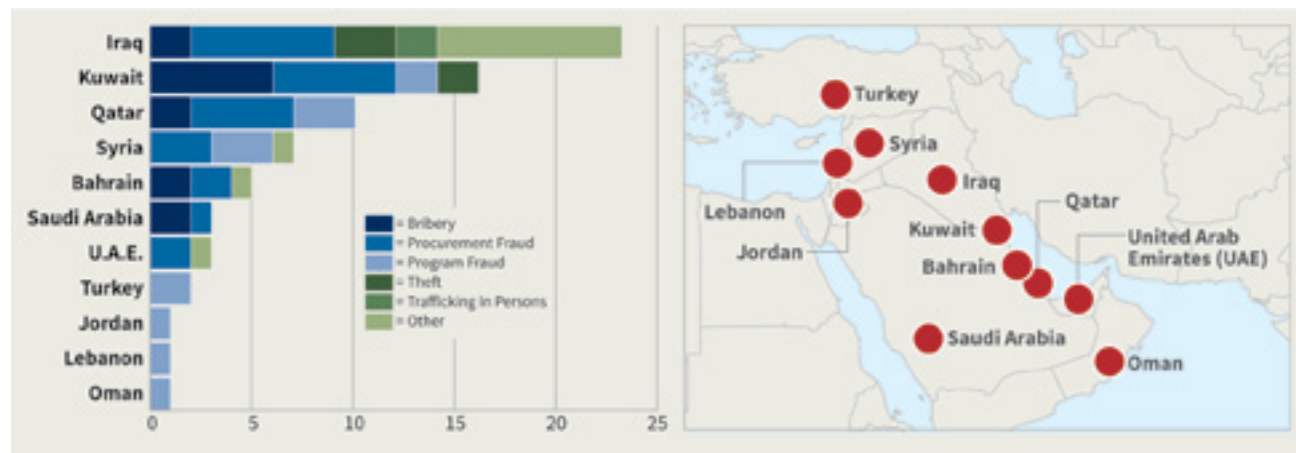 Iraq
Kuwait
Qatar
Syria
Bahrain
Saudi Arabia
U.A.E.
Turkey
Jordan
Lebanon
Oman
0 5 10 15 20 25
= Bribery
= Procurement Fraud
= Program Fraud
= Theft
= Trafficking in Persons
= Other
Turkey
Syria
Iraq
Lebanon
Qatar
Jordan
Kuwait
United Arab
Emirates (UAE)
Bahrain
Saudi Arabia
Oman